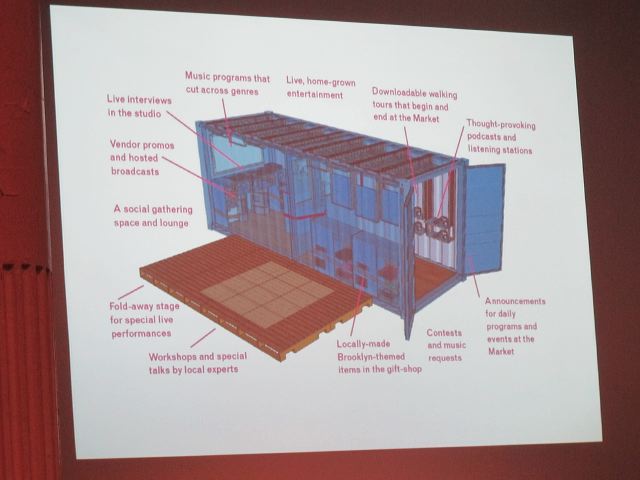 Music programs that
cut across genres
Live, home-grown
entertainment
Downloadable walking
tours that begin and
end at the Market
Thought-provoking
podcasts and
listening stations
Live interviews
in the studio
Vendor promos
and hosted
broadcasts
A social gathering
space and lounge
Fold-away stage
for special live
performances
Workshops and special
talks by local experts
Locally-made
Brooklyn-themed
items in the gift-shop
Contests
and music
requests
Announcements
for daily
programs and
events at the
Market